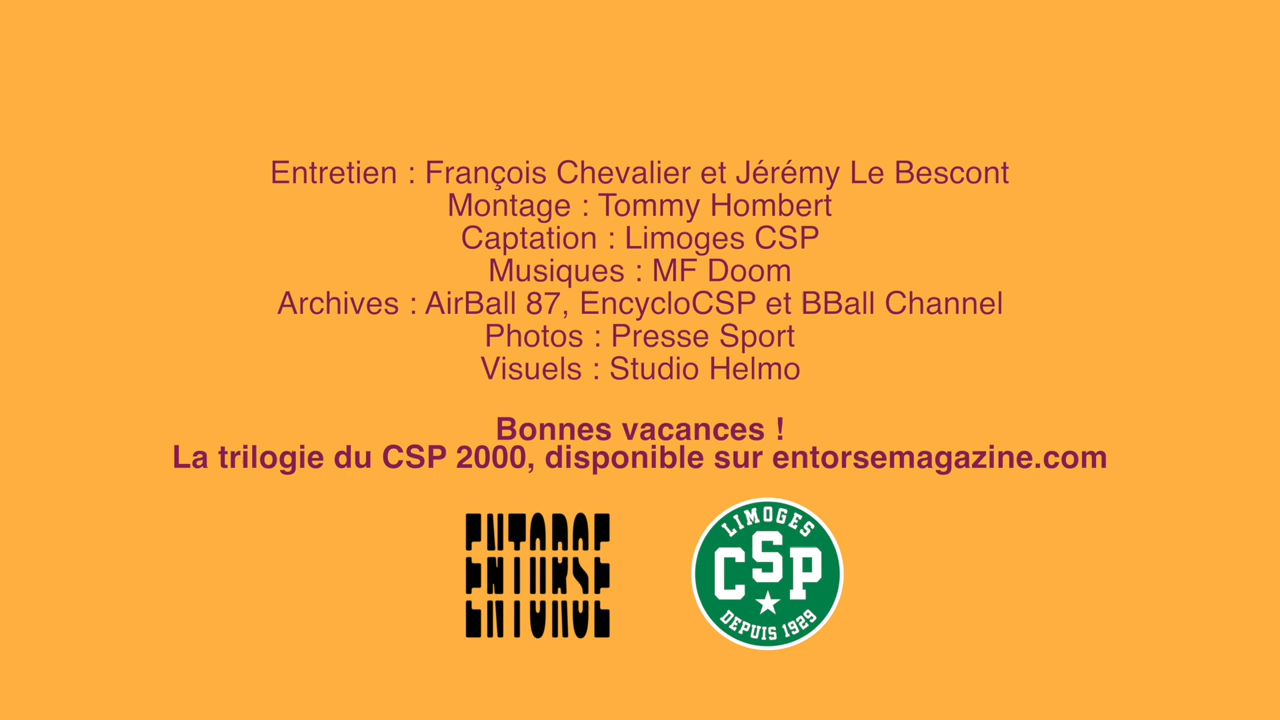 Entretien : François Chevalier et Jérémy Le Bescont
Montage : Tommy Hombert
Captation : Limoges CSP
Musiques : MF Doom
Archives : AirBall 87, EncycloCSP et BBall Channel
Photos : Presse Sport
Visuels : Studio Helmo
Bonnes vacances !
La trilogie du CSP 2000, disponible sur entorsemagazine.com
ENTORSE
LIMOGES
CSP
DEPUIS 1929